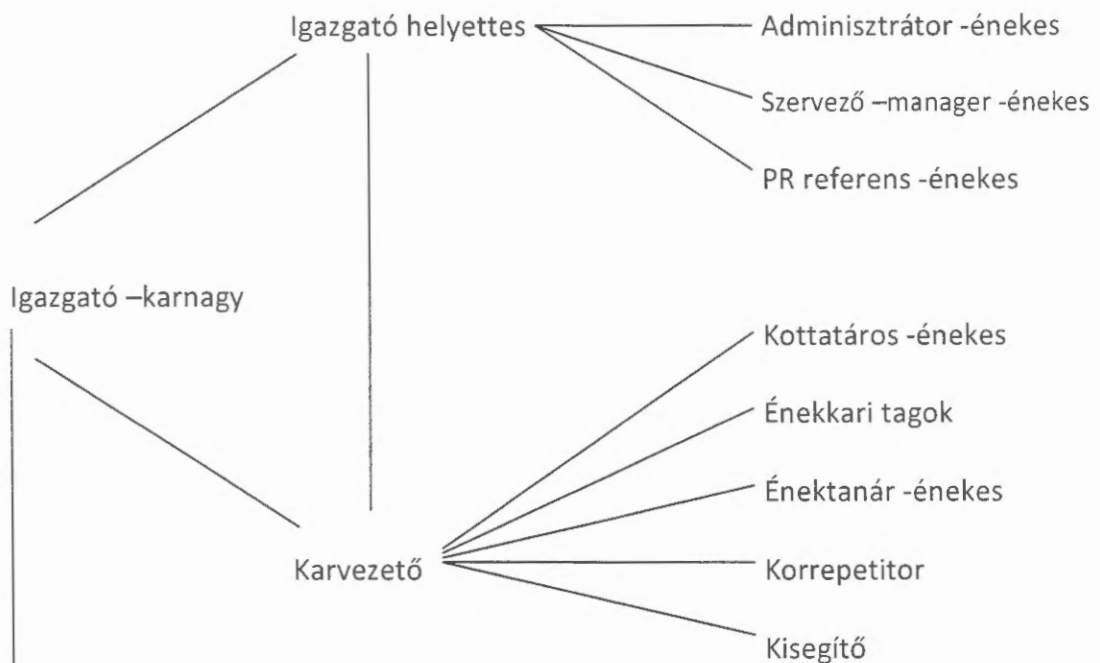 Igazgató helyettes
Adminisztrátor -énekes
Szervező –manager -énekes
PR referens -énekes
Igazgató –karnagy
Kottatáros -énekes
Énekkari tagok
Énektanár -énekes
Karvezető
Korrepetitor
Kisegítő